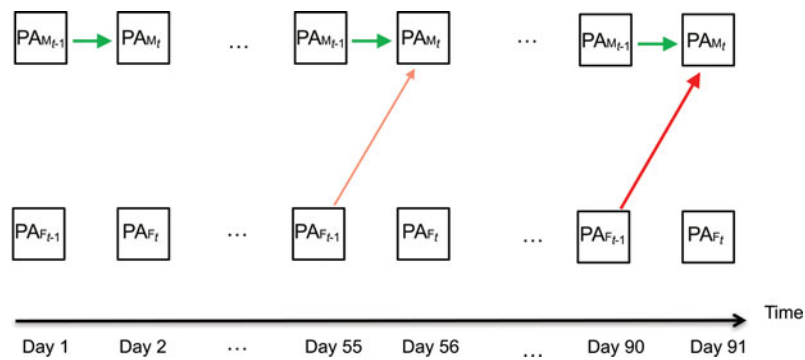 PAMt-1 PAMt ... PAMt-1 PAMt ... PAMt-1 PAMt
PAFt-1 PAFt ... PAFt-1 PAFt ... PAFt-1 PAFt
Time
Day 1 Day 2 ... Day 55 Day 56 ... Day 90 Day 91